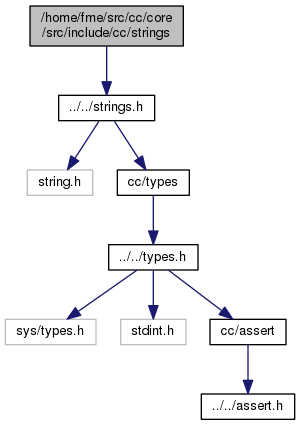 /home/fme/src/cc/core
/src/include/cc/strings
../../strings.h
string.h
cc/types
../../types.h
sys/types.h
stdint.h
cc/assert
../../assert.h